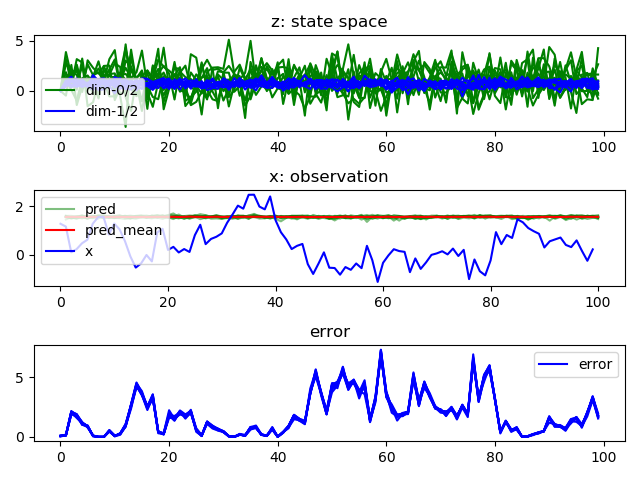 z: state space
5
0
dim-0/2
dim-1/2
0 20 40 60 80 100
x: observation
2
0
pred
pred_mean
x
0 20 40 60 80 100
error
5
0
error
0 20 40 60 80 100